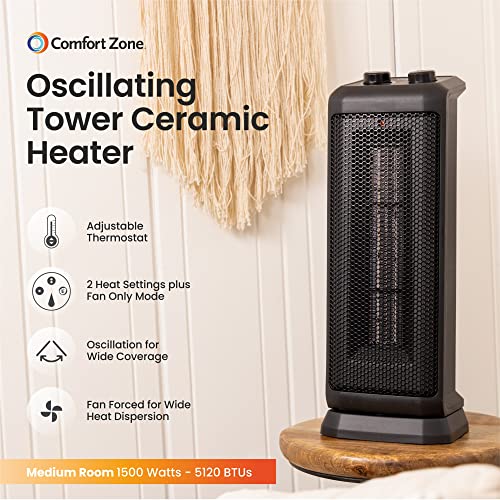 Comfort Zone
Oscillating
Tower Ceramic
Heater
Adjustable
Thermostat
2 Heat Settings plus
Fan Only Mode
Oscillation for
Wide Coverage
Fan Forced for Wide
Heat Dispersion
Medium Room 1500 Watts - 5120 BTUs